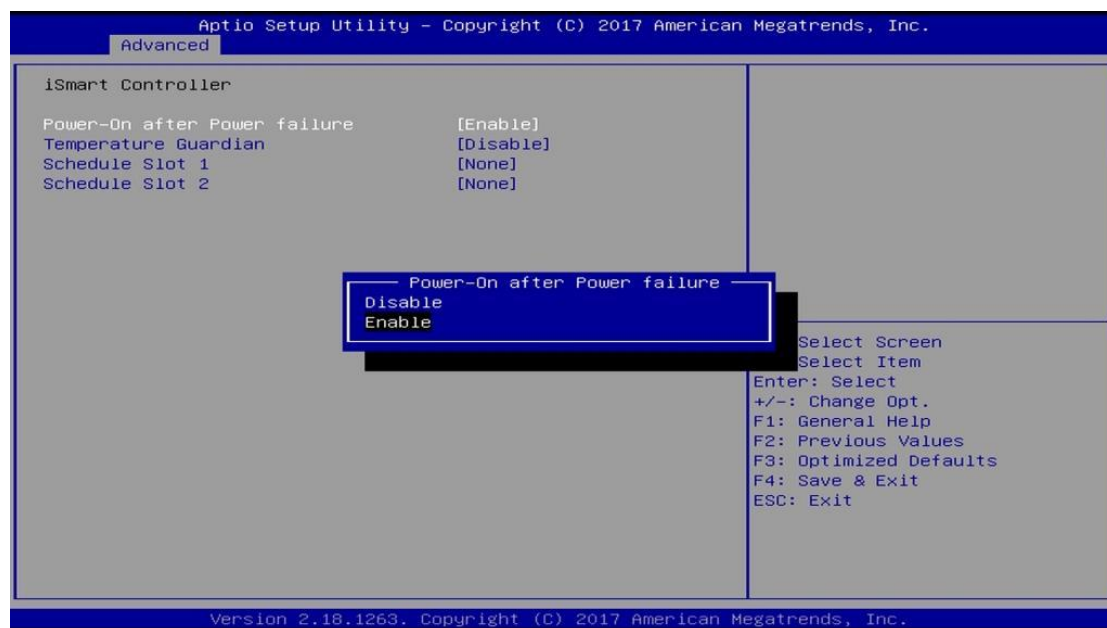 Aptio Setup Utility – Copyright (C) 2017 American Megatrends, Inc.
Advanced
iSmart Controller
Power-On after Power failure [Enable]
Temperature Guardian [Disable]
Schedule Slot 1 [None]
Schedule Slot 2 [None]
Power-On after Power failure
Disable
Enable
Select Screen
Select Item
Enter: Select
+/-: Change Opt.
F1: General Help
F2: Previous Values
F3: Optimized Defaults
F4: Save & Exit
ESC: Exit
Version 2.18.1263. Copyright (C) 2017 American Megatrends, Inc.